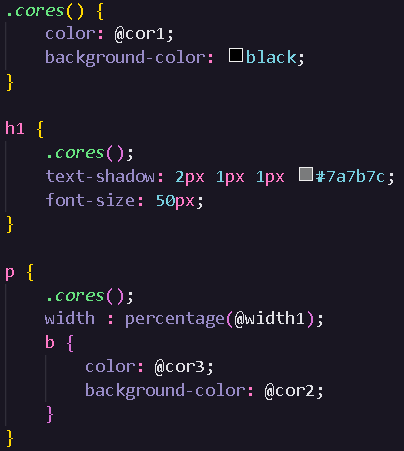 .cores() {
color: @cor1;
background-color: black;
}
h1 {
.cores();
text-shadow: 2px 1px 1px #7a7b7c;
font-size: 50px;
}
p {
.cores();
width : percentage(@width1);
b {
color: @cor3;
background-color: @cor2;
}
}